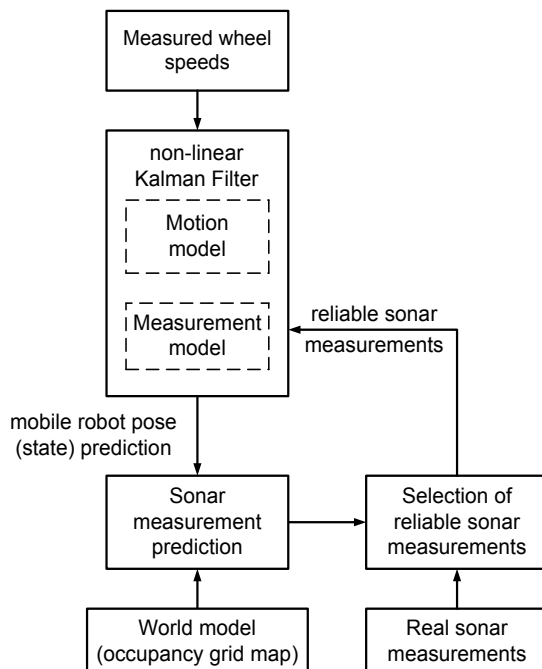 Measured wheel
speeds
non-linear
Kalman Filter
Motion
model
Measurement
model
reliable sonar
measurements
mobile robot pose
(state) prediction
Sonar
measurement
prediction
Selection of
reliable sonar
measurements
World model
(occupancy grid map)
Real sonar
measurements